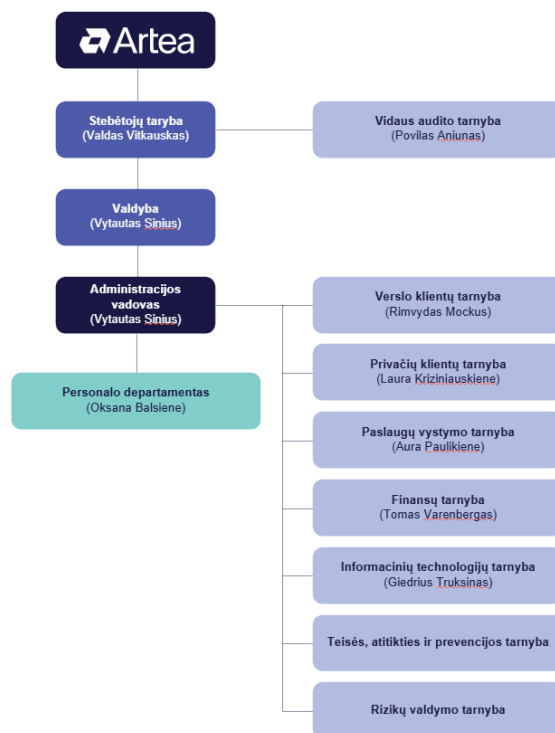 Artea
Stebėtojų taryba
(Valdas Vitkauskas)
Vidaus audito tarnyba
(Povilas Aniunas)
Valdyba
(Vytautas Sinius)
Administracijos
vadovas
(Vytautas Sinius)
Personalo departamentas
(Oksana Balsiene)
Verslo klientų tarnyba
(Rimvydas Mockus)
Privačių klientų tarnyba
(Laura Kriziniauskiene)
Paslaugų vystymo tarnyba
(Aura Paulikiene)
Finansų tarnyba
(Tomas Varenbergas)
Informacinių technologijų tarnyba
(Giedrius Truksinas)
Teisės, atitikties ir prevencijos tarnyba
Rizikų valdymo tarnyba